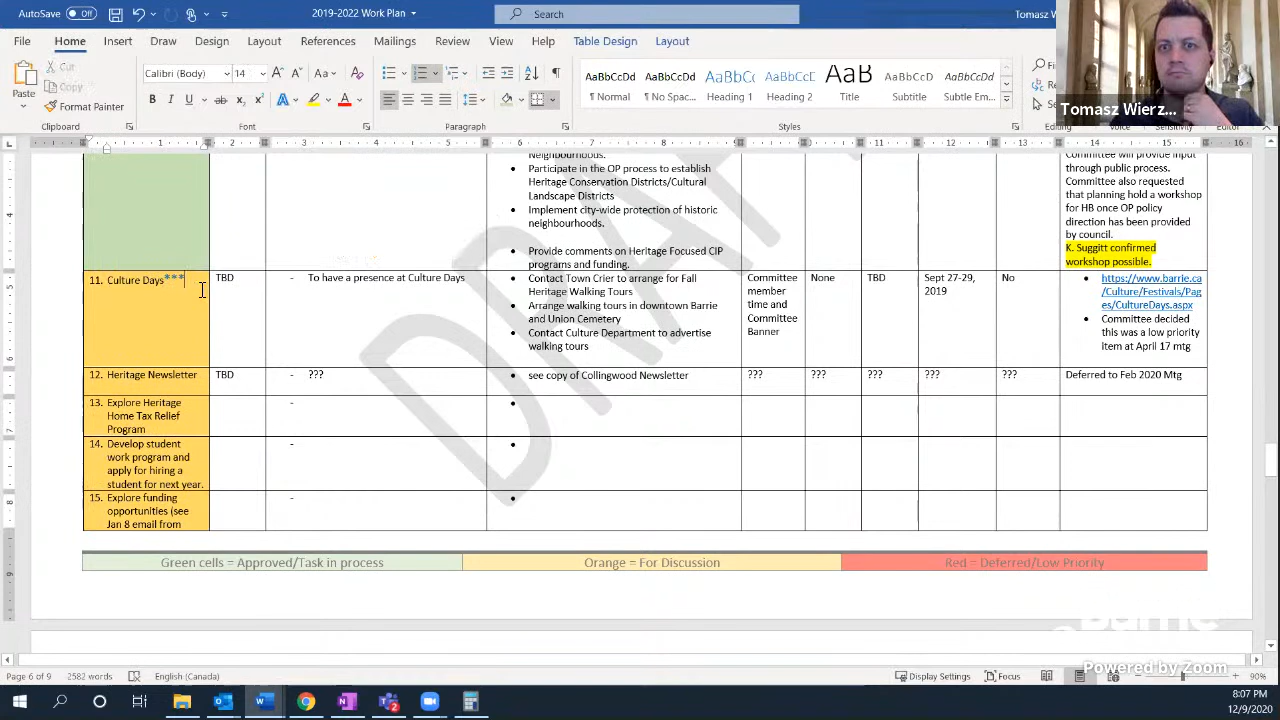 AutoSave Off 2019-2022 Work Plan Search Tomasz W
File Home Insert Draw Design Layout References Mailings Review View Help Table Design Layout
Paste Cut Copy Format Painter
Calibri (Body) 14
AaBbCcDd AaBbCcDd AaBbCc AaBbCcD AaB AaBbCcD AaBbCcDd
¶ Normal ¶ No Spac... Heading 1 Heading 2 Title Subtitle Subtle Em...
Clipboard Font Paragraph Styles Editing Voice Sensitivity Editor
Tomasz Wierz...
Neighbourhoods.
Participate in the OP process to establish
Heritage Conservation Districts/Cultural
Landscape Districts
Implement city-wide protection of historic
neighbourhoods.
Provide comments on Heritage Focused CIP
programs and funding.
Committee will provide input
through public process.
Committee also requested
that planning hold a workshop
for HB once OP policy
direction has been provided
by council.
K. Suggitt confirmed
workshop possible.
11. Culture Days***
TBD
- To have a presence at Culture Days
Contact Town Crier to arrange for Fall
Heritage Walking Tours
Arrange walking tours in downtown Barrie
and Union Cemetery
Contact Culture Department to advertise
walking tours
Committee
member
time and
Committee
Banner
None
TBD
Sept 27-29,
2019
No
https://www.barrie.ca
/Culture/Festivals/Pag
es/CultureDays.aspx
Committee decided
this was a low priority
item at April 17 mtg
12. Heritage Newsletter TBD - ??? see copy of Collingwood Newsletter ??? ??? ??? ??? ??? Deferred to Feb 2020 Mtg
13. Explore Heritage
Home Tax Relief
Program
-
14. Develop student
work program and
apply for hiring a
student for next year.
-
15. Explore funding
opportunities (see
Jan 8 email from
-
DRAFT
Green cells = Approved/Task in process Orange = For Discussion Red = Deferred/Low Priority
Barrie
Powered by Zoom
Page 6 of 9 2582 words English (Canada) Display Settings Focus 90%
8:07 PM
12/9/2020